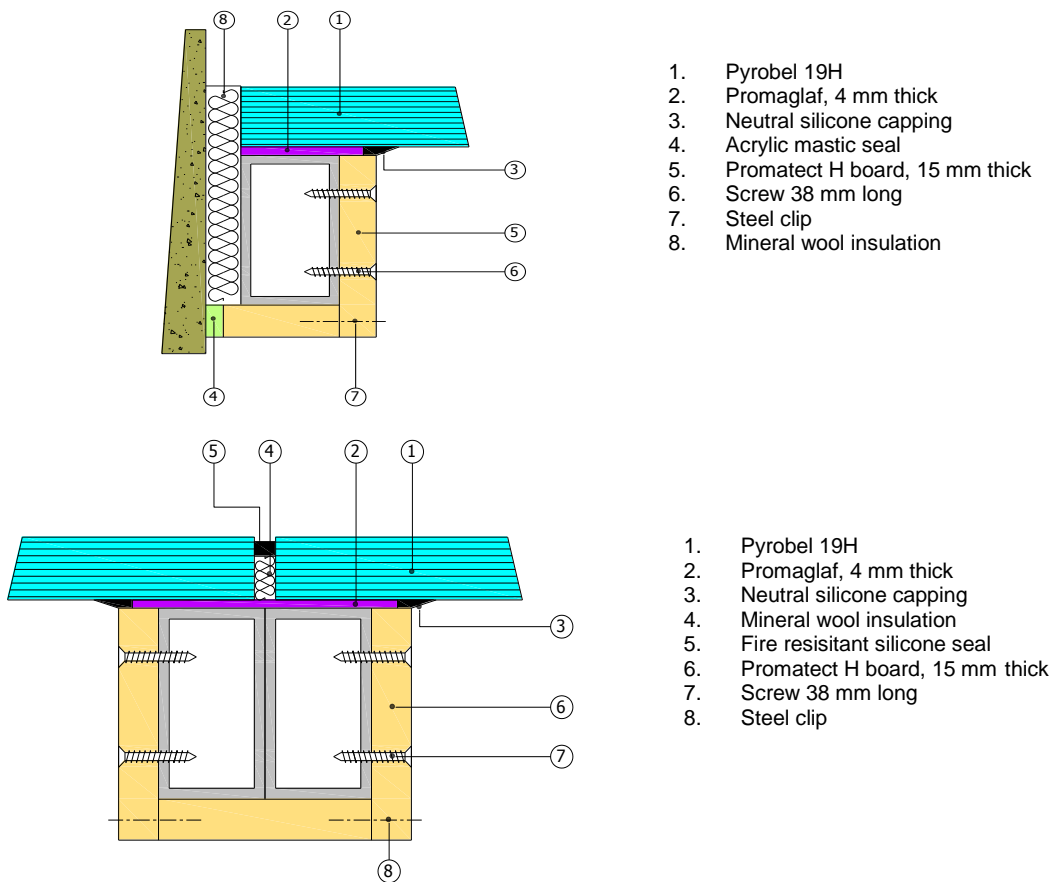 8 2 1
3
5
6
4 7
1. Pyrobel 19H
2. Promaglaf, 4 mm thick
3. Neutral silicone capping
4. Acrylic mastic seal
5. Promatect H board, 15 mm thick
6. Screw 38 mm long
7. Steel clip
8. Mineral wool insulation
5 4 2 1
3
6
7
8
1. Pyrobel 19H
2. Promaglaf, 4 mm thick
3. Neutral silicone capping
4. Mineral wool insulation
5. Fire resisitant silicone seal
6. Promatect H board, 15 mm thick
7. Screw 38 mm long
8. Steel clip